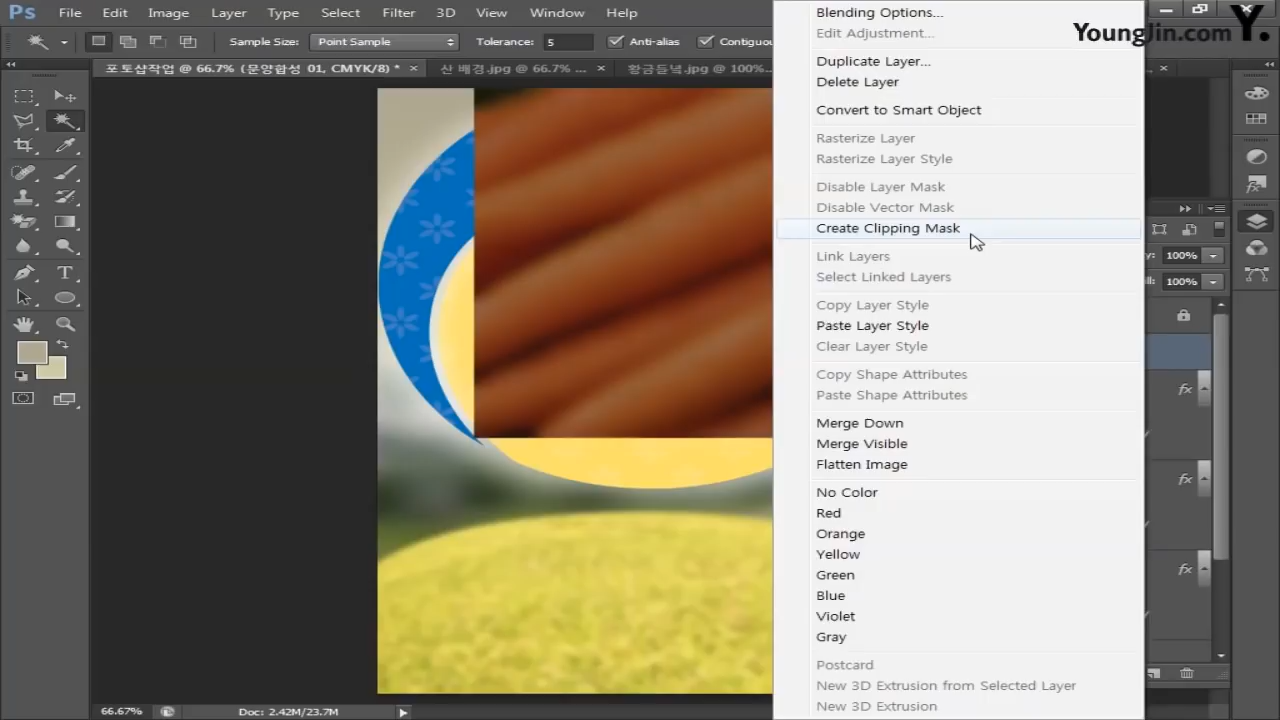 Ps File Edit Image Layer Type Select Filter 3D View Window Help
Sample Size: Point Sample Tolerance: 5 Anti-alias Contiguou
포토샵작업 @ 66.7% (문양합성 01, CMYK/8) * × 산 배경.jpg @ 66.7% ... × 황금들녘.jpg @ 100%...
YoungJin.com Y.
Blending Options...
Edit Adjustment...
Duplicate Layer...
Delete Layer
Convert to Smart Object
Rasterize Layer
Rasterize Layer Style
Disable Layer Mask
Disable Vector Mask
Create Clipping Mask
Link Layers
Select Linked Layers
Copy Layer Style
Paste Layer Style
Clear Layer Style
Copy Shape Attributes
Paste Shape Attributes
Merge Down
Merge Visible
Flatten Image
No Color
Red
Orange
Yellow
Green
Blue
Violet
Gray
Postcard
New 3D Extrusion from Selected Layer
New 3D Extrusion
y: 100%
ll: 100%
fx
fx
fx
66.67% Doc: 2.42M/23.7M